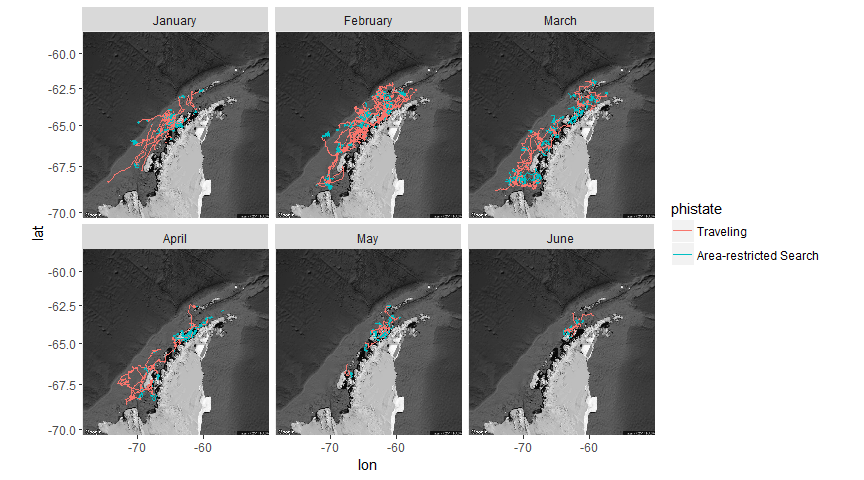 January February March
-60.0
-62.5
-65.0
-67.5
-70.0
lat
April May June
-60.0
-62.5
-65.0
-67.5
-70.0
-70 -60 -70 -60 -70 -60
lon
phistate
Traveling
Area-restricted Search